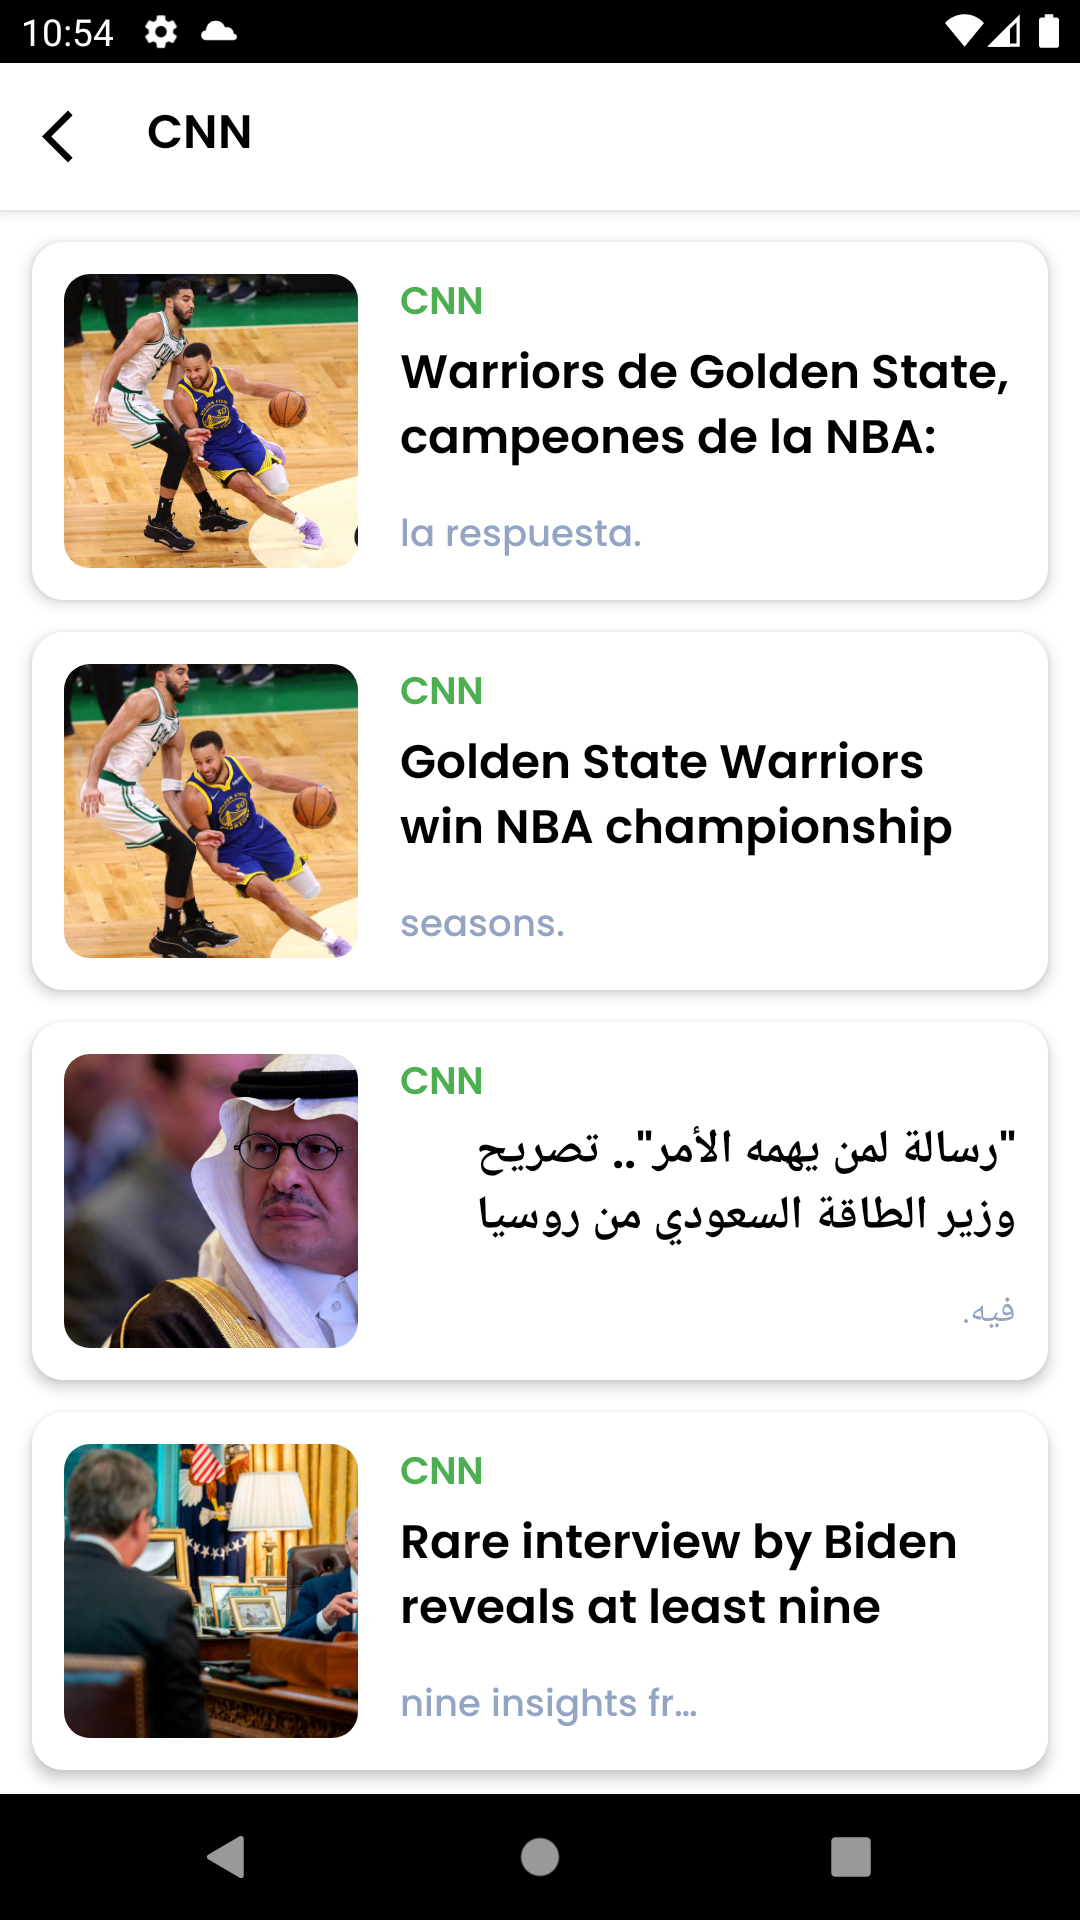 10:54
CNN
CNN
Warriors de Golden State,
campeones de la NBA:
la respuesta.
CNN
Golden State Warriors
win NBA championship
seasons.
CNN
"رسالة لمن يهمه الأمر".. تصريح
وزير الطاقة السعودي من روسيا
فيه.
CNN
Rare interview by Biden
reveals at least nine
nine insights fr...